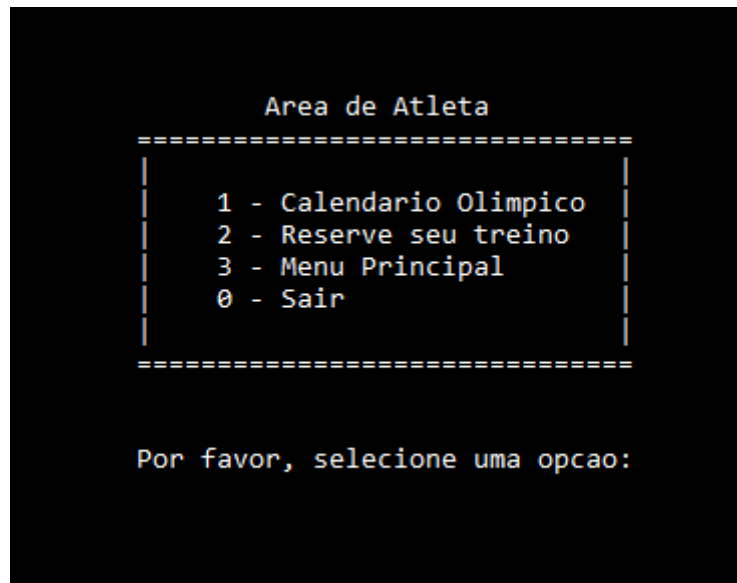 Area de Atleta
===============================
|                             |
|    1 - Calendario Olimpico  |
|    2 - Reserve seu treino   |
|    3 - Menu Principal       |
|    0 - Sair                 |
|                             |
===============================
Por favor, selecione uma opcao: